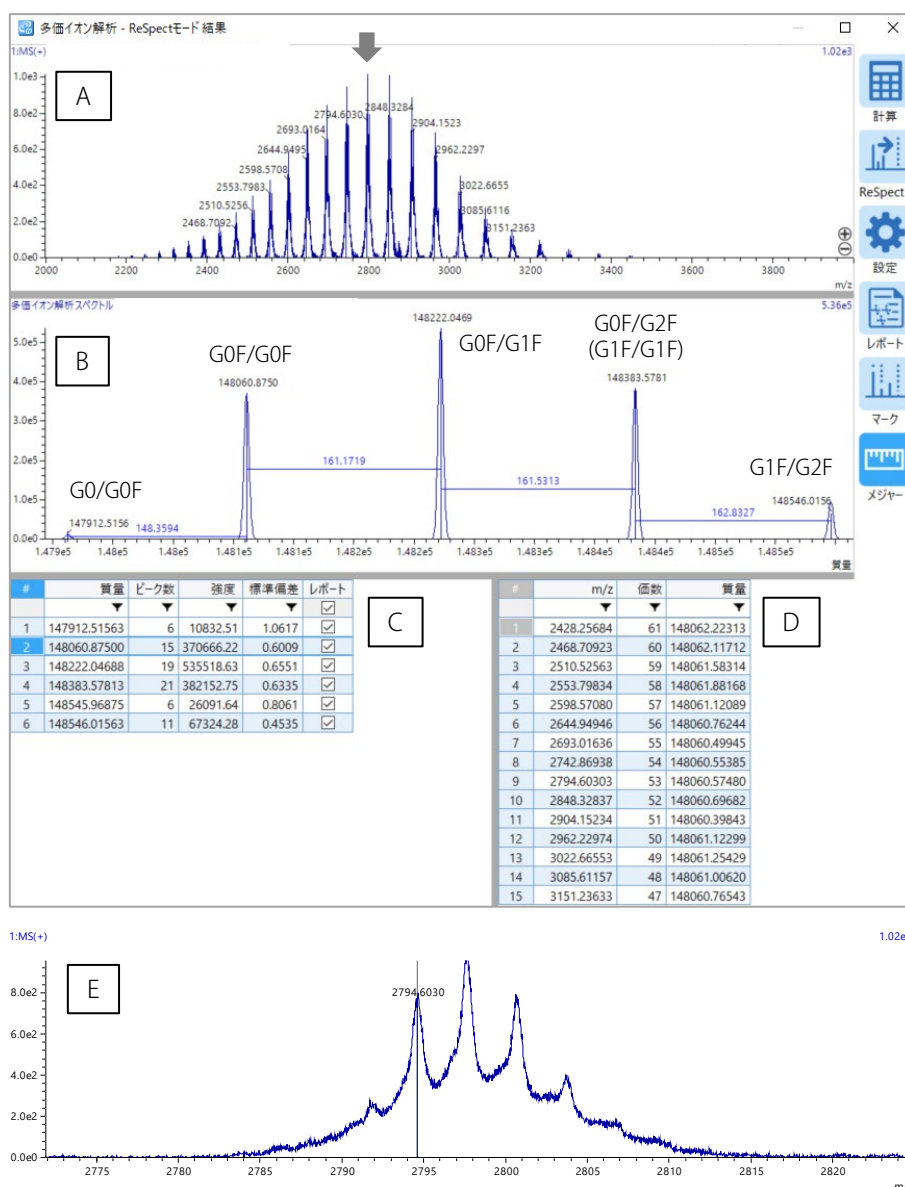 多価イオン解析 - ReSpectモード 結果
1:MS(+)
1.02e3
A
1.0e3
8.0e2
6.0e2
4.0e2
2.0e2
0.0e0
2468.7092
2510.5256
2553.7983
2598.5708
2644.9495
2693.0164
2794.6030
2848.3284
2904.1523
2962.2297
3022.6655
3085.6116
3151.2363
2000 2200 2400 2600 2800 3000 3200 3400 3600 3800
m/z
計算
ReSpect
設定
レポート
マーク
メジャー
多価イオン解析スペクトル
5.36e5
B
5.0e5
4.0e5
3.0e5
2.0e5
1.0e5
0.0e0
G0/G0F
G0F/G0F
G0F/G1F
G0F/G2F
(G1F/G1F)
G1F/G2F
147912.5156
148060.8750
148222.0469
148383.5781
148546.0156
148.3594
161.1719
161.5313
162.8327
1.479e5 1.48e5 1.48e5 1.481e5 1.481e5 1.482e5 1.482e5 1.483e5 1.483e5 1.484e5 1.484e5 1.485e5 1.485e5
質量
C
# 質量 ピーク数 強度 標準偏差 レポート
1 147912.51563 6 10832.51 1.0617
2 148060.87500 15 370666.22 0.6009
3 148222.04688 19 535518.63 0.6551
4 148383.57813 21 382152.75 0.6335
5 148545.96875 6 26091.64 0.8061
6 148546.01563 11 67324.28 0.4535
D
# m/z 価数 質量
1 2428.25684 61 148062.22313
2 2468.70923 60 148062.11712
3 2510.52563 59 148061.58314
4 2553.79834 58 148061.88168
5 2598.57080 57 148061.12089
6 2644.94946 56 148060.76244
7 2693.01636 55 148060.49945
8 2742.86938 54 148060.55385
9 2794.60303 53 148060.57480
10 2848.32837 52 148060.69682
11 2904.15234 51 148060.39843
12 2962.22974 50 148061.12299
13 3022.66553 49 148061.25429
14 3085.61157 48 148061.00620
15 3151.23633 47 148060.76543
1:MS(+)
1.02e
E
8.0e2
6.0e2
4.0e2
2.0e2
0.0e0
2794.6030
2775 2780 2785 2790 2795 2800 2805 2810 2815 2820